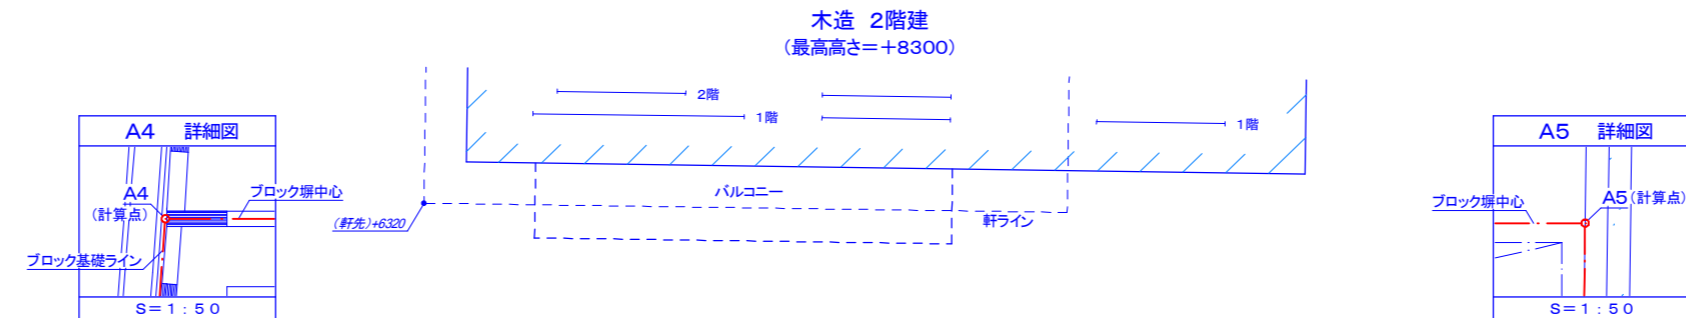 木造 2階建
(最高高さ=+8300)
2階
1階
1階
バルコニー
軒ライン
(軒先)+6320
A4 詳細図
A4
(計算点)
ブロック塀中心
ブロック基礎ライン
S=1:50
A5 詳細図
ブロック塀中心
A5(計算点)
S=1:50